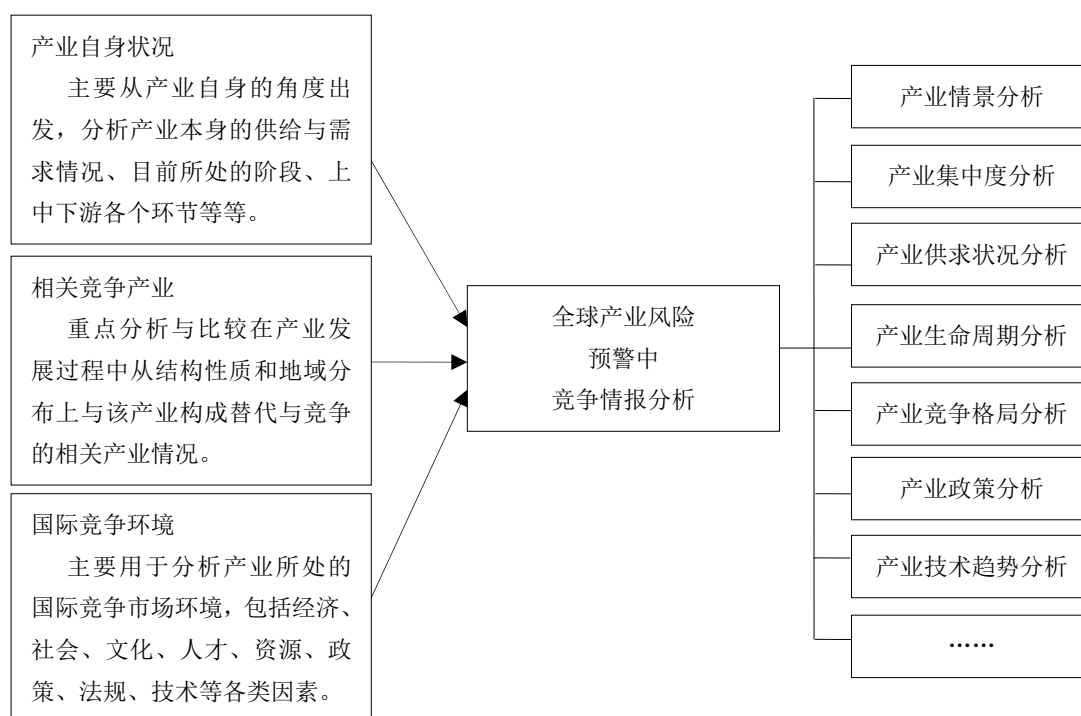 产业自身状况
主要从产业自身的角度出
发，分析产业本身的供给与需
求情况、目前所处的阶段、上
中下游各个环节等等。
相关竞争产业
重点分析与比较在产业发
展过程中从结构性质和地域分
布上与该产业构成替代与竞争
的相关产业情况。
国际竞争环境
主要用于分析产业所处的
国际竞争市场环境，包括经济、
社会、文化、人才、资源、政
策、法规、技术等各类因素。
全球产业风险
预警中
竞争情报分析
产业情景分析
产业集中度分析
产业供求状况分析
产业生命周期分析
产业竞争格局分析
产业政策分析
产业技术趋势分析
……